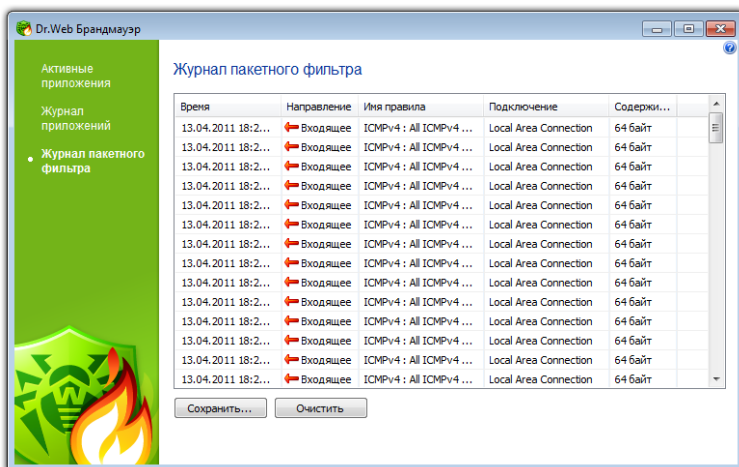 Dr.Web Брандмауэр
Активные
приложения
Журнал
приложений
Журнал пакетного
фильтра
Журнал пакетного фильтра
Время Направление Имя правила Подключение Содержи...
13.04.2011 18:2... Входящее ICMPv4 : All ICMPv4 ... Local Area Connection 64 байт
13.04.2011 18:2... Входящее ICMPv4 : All ICMPv4 ... Local Area Connection 64 байт
13.04.2011 18:2... Входящее ICMPv4 : All ICMPv4 ... Local Area Connection 64 байт
13.04.2011 18:2... Входящее ICMPv4 : All ICMPv4 ... Local Area Connection 64 байт
13.04.2011 18:2... Входящее ICMPv4 : All ICMPv4 ... Local Area Connection 64 байт
13.04.2011 18:2... Входящее ICMPv4 : All ICMPv4 ... Local Area Connection 64 байт
13.04.2011 18:2... Входящее ICMPv4 : All ICMPv4 ... Local Area Connection 64 байт
13.04.2011 18:2... Входящее ICMPv4 : All ICMPv4 ... Local Area Connection 64 байт
13.04.2011 18:2... Входящее ICMPv4 : All ICMPv4 ... Local Area Connection 64 байт
13.04.2011 18:2... Входящее ICMPv4 : All ICMPv4 ... Local Area Connection 64 байт
13.04.2011 18:2... Входящее ICMPv4 : All ICMPv4 ... Local Area Connection 64 байт
13.04.2011 18:2... Входящее ICMPv4 : All ICMPv4 ... Local Area Connection 64 байт
13.04.2011 18:2... Входящее ICMPv4 : All ICMPv4 ... Local Area Connection 64 байт
13.04.2011 18:2... Входящее ICMPv4 : All ICMPv4 ... Local Area Connection 64 байт
Сохранить... Очистить